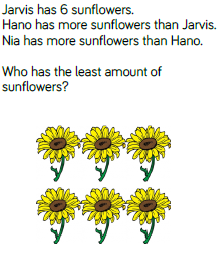 Jarvis has 6 sunflowers.
Hano has more sunflowers than Jarvis.
Nia has more sunflowers than Hano.
Who has the least amount of
sunflowers?